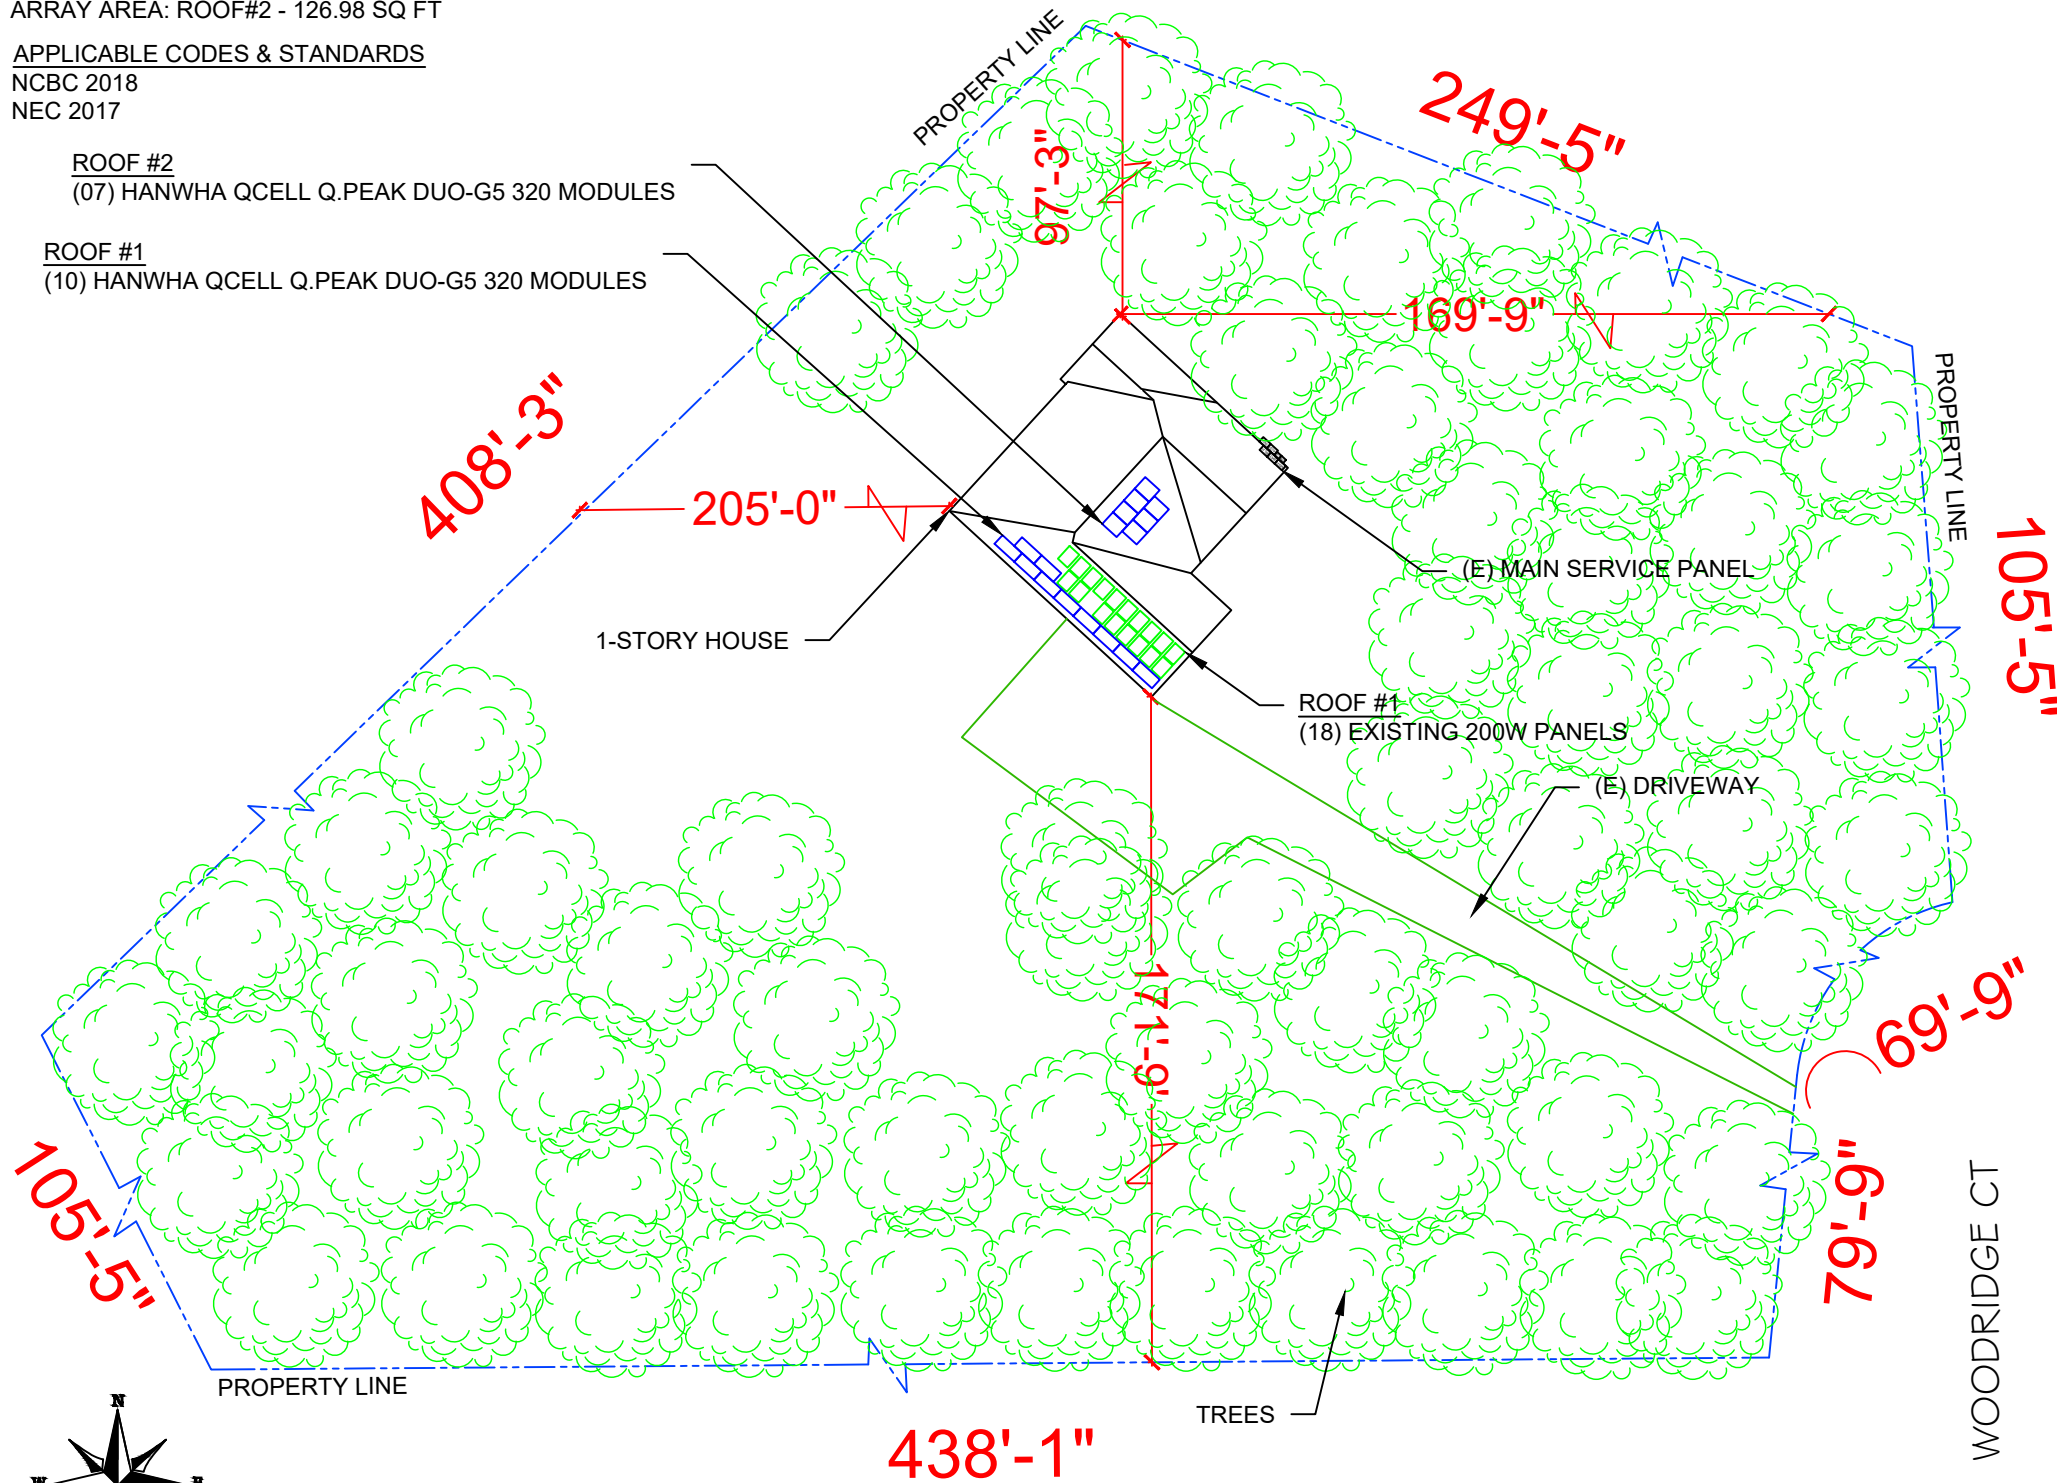 ARRAY AREA: ROOF#2 - 126.98 SQ FT
APPLICABLE CODES & STANDARDS
NCBC 2018
NEC 2017
ROOF #2
(07) HANWHA QCELL Q.PEAK DUO-G5 320 MODULES
ROOF #1
(10) HANWHA QCELL Q.PEAK DUO-G5 320 MODULES
PROPERTY LINE
249'-5"
97'-3"
169'-9"
PROPERTY LINE
408'-3"
205'-0"
105'-5"
(E) MAIN SERVICE PANEL
1-STORY HOUSE
ROOF #1
(18) EXISTING 200W PANELS
(E) DRIVEWAY
171'-9"
69'-9"
79'-9"
105'-5"
WOODRIDGE CT
PROPERTY LINE
TREES
438'-1"
N
W
E